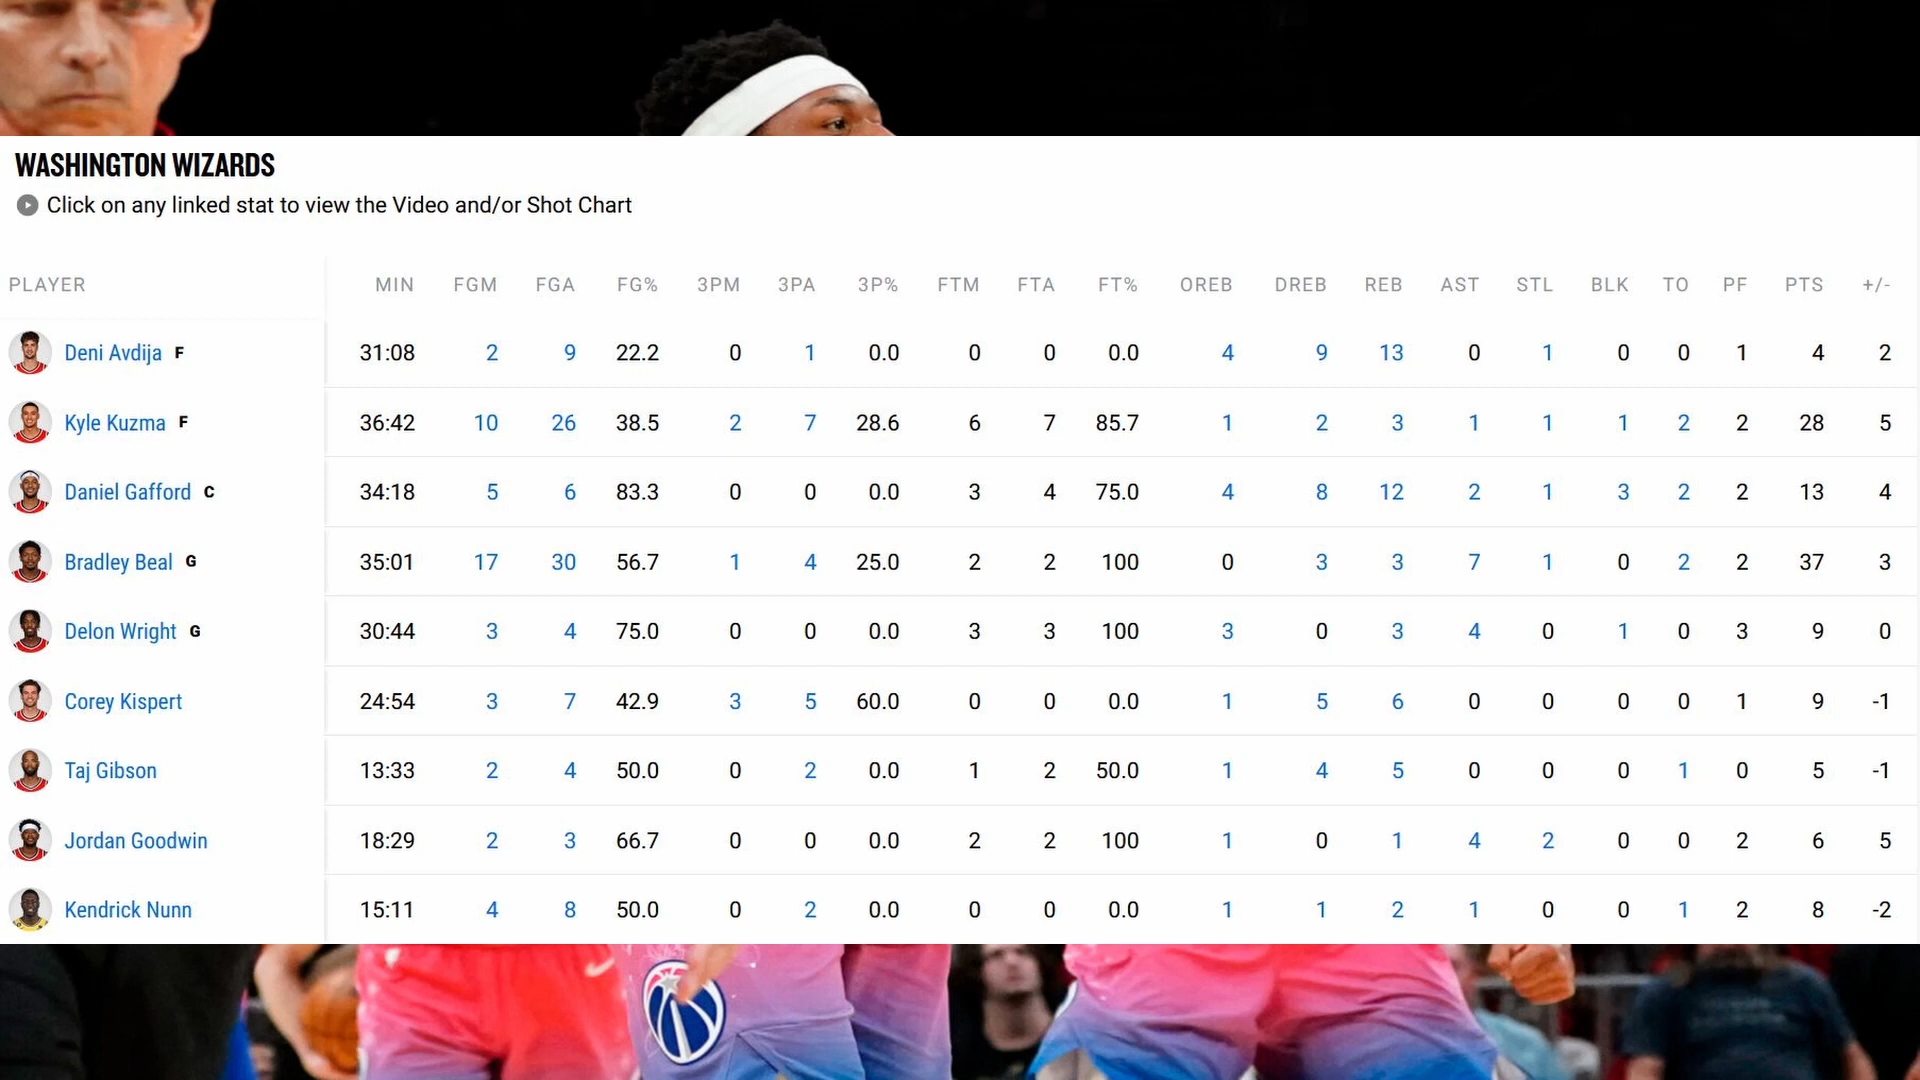 WASHINGTON WIZARDS
Click on any linked stat to view the Video and/or Shot Chart
PLAYER MIN FGM FGA FG% 3PM 3PA 3P% FTM FTA FT% OREB DREB REB AST STL BLK TO PF PTS +/-
Deni Avdija F 31:08 2 9 22.2 0 1 0.0 0 0 0.0 4 9 13 0 1 0 0 1 4 2
Kyle Kuzma F 36:42 10 26 38.5 2 7 28.6 6 7 85.7 1 2 3 1 1 1 2 2 28 5
Daniel Gafford C 34:18 5 6 83.3 0 0 0.0 3 4 75.0 4 8 12 2 1 3 2 2 13 4
Bradley Beal G 35:01 17 30 56.7 1 4 25.0 2 2 100 0 3 3 7 1 0 2 2 37 3
Delon Wright G 30:44 3 4 75.0 0 0 0.0 3 3 100 3 0 3 4 0 1 0 3 9 0
Corey Kispert 24:54 3 7 42.9 3 5 60.0 0 0 0.0 1 5 6 0 0 0 0 1 9 -1
Taj Gibson 13:33 2 4 50.0 0 2 0.0 1 2 50.0 1 4 5 0 0 0 1 0 5 -1
Jordan Goodwin 18:29 2 3 66.7 0 0 0.0 2 2 100 1 0 1 4 2 0 0 2 6 5
Kendrick Nunn 15:11 4 8 50.0 0 2 0.0 0 0 0.0 1 1 2 1 0 0 1 2 8 -2